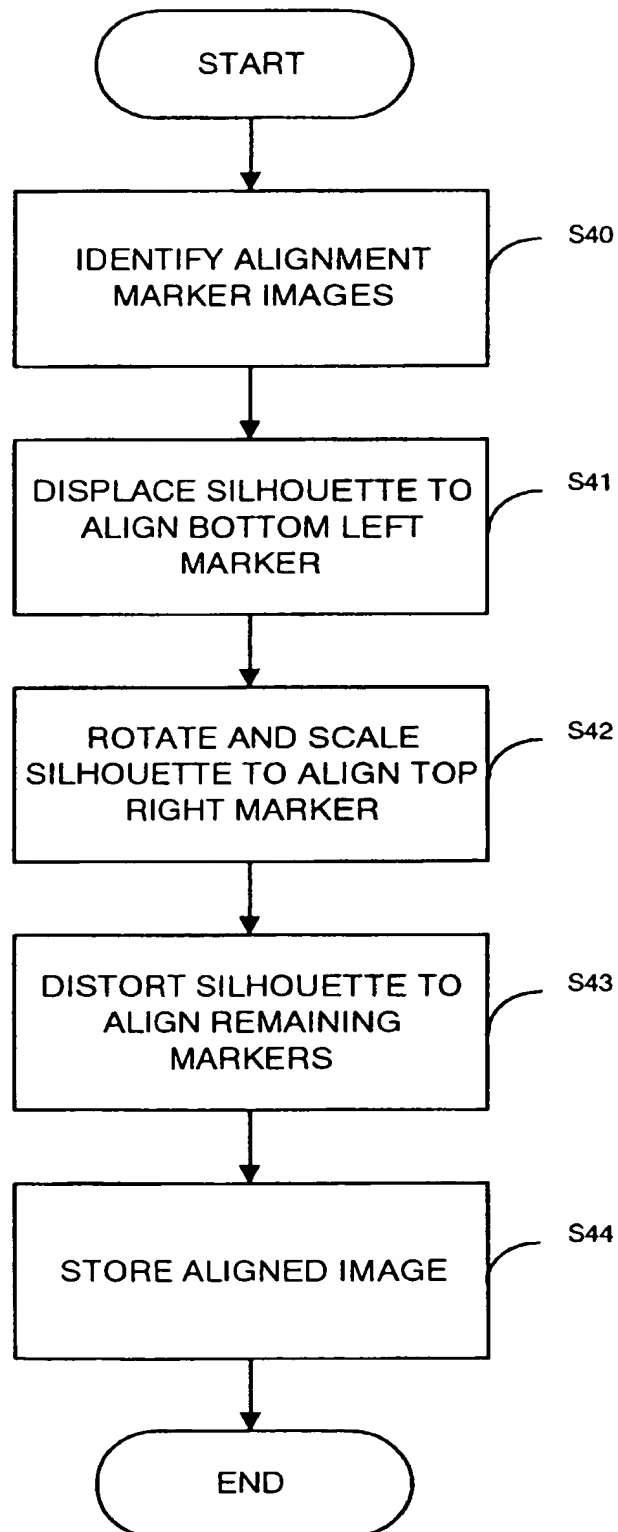 START
IDENTIFY ALIGNMENT
MARKER IMAGES
S40
DISPLACE SILHOUETTE TO
ALIGN BOTTOM LEFT
MARKER
S41
ROTATE AND SCALE
SILHOUETTE TO ALIGN TOP
RIGHT MARKER
S42
DISTORT SILHOUETTE TO
ALIGN REMAINING
MARKERS
S43
STORE ALIGNED IMAGE
S44
END